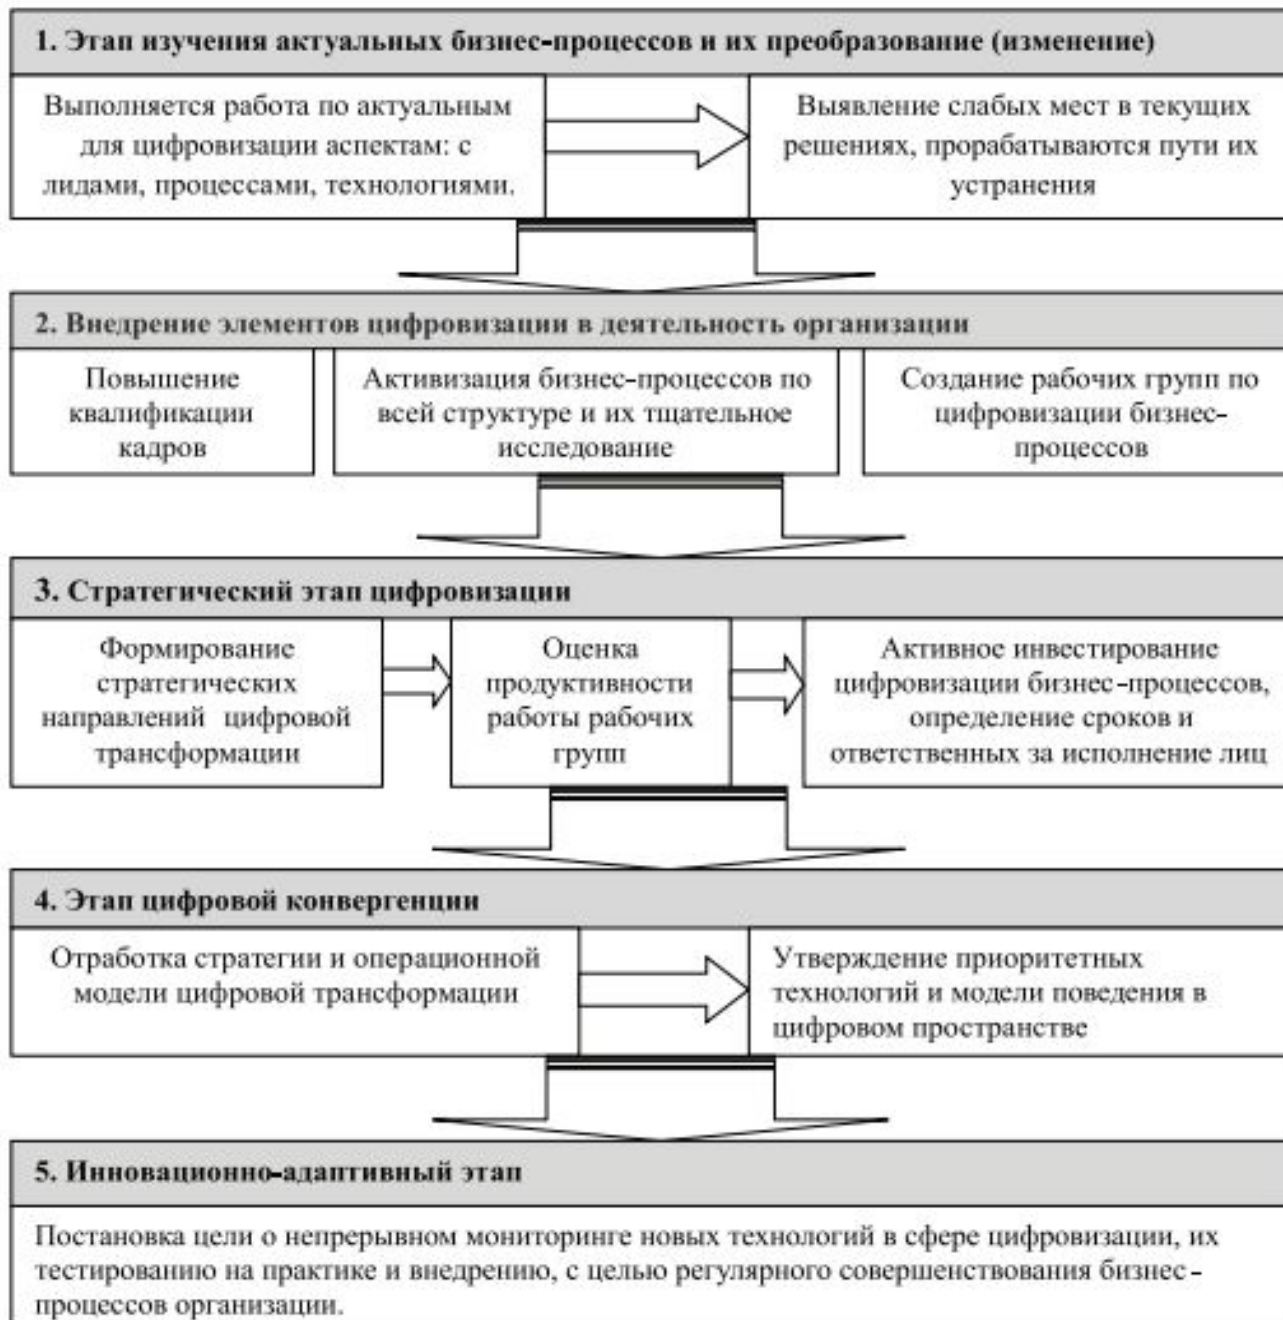 1. Этап изучения актуальных бизнес-процессов и их преобразование (изменение)
Выполняется работа по актуальным
для цифровизации аспектам: с
лидами, процессами, технологиями.
Выявление слабых мест в текущих
решениях, прорабатываются пути их
устранения
2. Внедрение элементов цифровизации в деятельность организации
Повышение
квалификации
кадров
Активизация бизнес-процессов по
всей структуре и их тщательное
исследование
Создание рабочих групп по
цифровизации бизнес-
процессов
3. Стратегический этап цифровизации
Формирование
стратегических
направлений цифровой
трансформации
Оценка
продуктивности
работы рабочих
групп
Активное инвестирование
цифровизации бизнес-процессов,
определение сроков и
ответственных за исполнение лиц
4. Этап цифровой конвергенции
Отработка стратегии и операционной
модели цифровой трансформации
Утверждение приоритетных
технологий и модели поведения в
цифровом пространстве
5. Инновационно-адаптивный этап
Постановка цели о непрерывном мониторинге новых технологий в сфере цифровизации, их
тестированию на практике и внедрению, с целью регулярного совершенствования бизнес-
процессов организации.